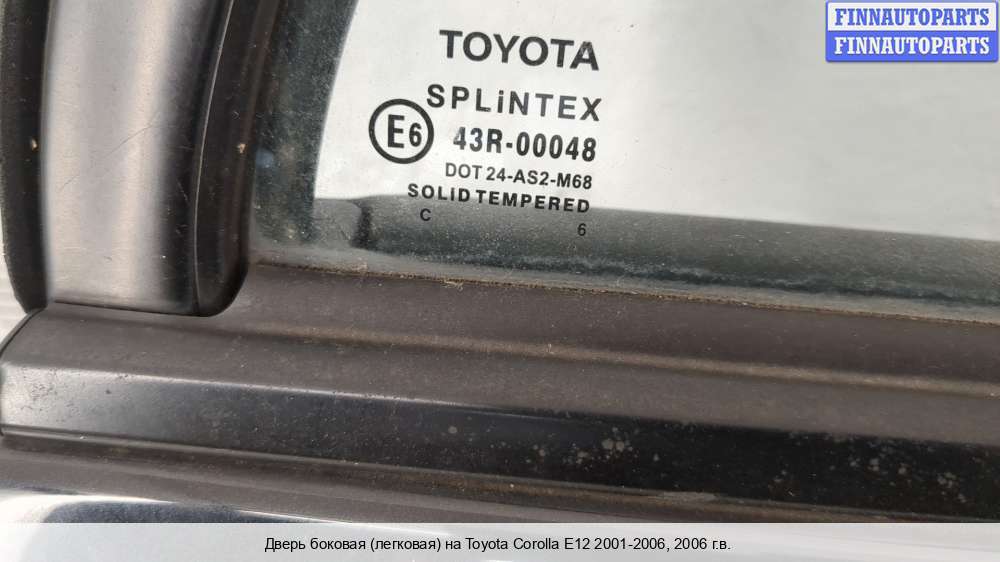 FINNAUTOPARTS
FINNAUTOPARTS
TOYOTA
SPLiNTEX
E6 43R-00048
DOT 24-AS2-M68
SOLID TEMPERED
C 6
Дверь боковая (легковая) на Toyota Corolla E12 2001-2006, 2006 г.в.